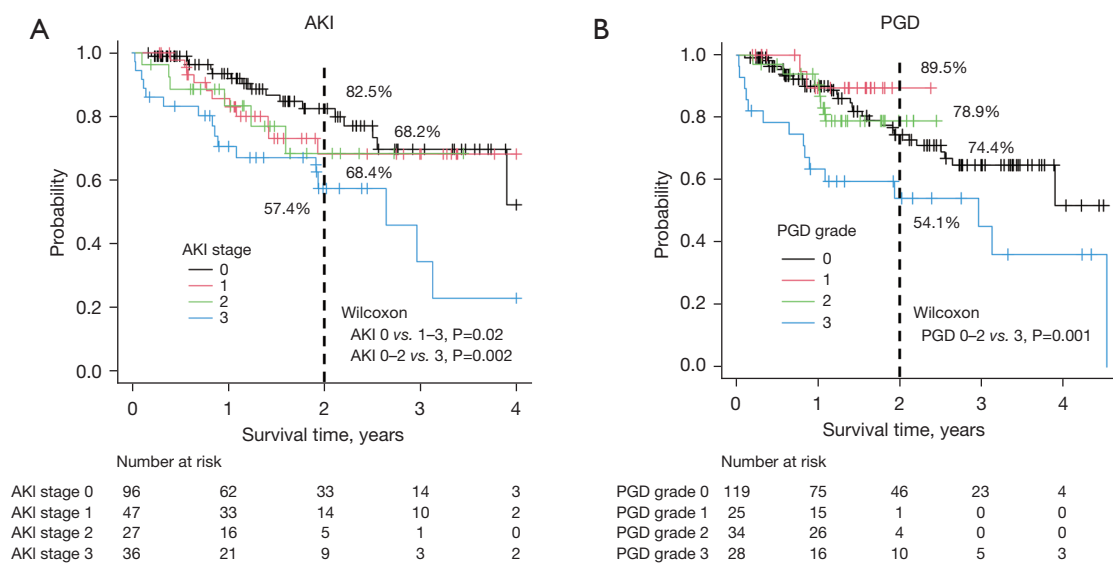 A
AKI
Probability
1.0
0.8
0.6
0.4
0.2
0.0
82.5%
68.2%
68.4%
57.4%
AKI stage
0
1
2
3
Wilcoxon
AKI 0 vs. 1–3, P=0.02
AKI 0–2 vs. 3, P=0.002
0 1 2 3 4
Survival time, years
Number at risk
AKI stage 0 96 62 33 14 3
AKI stage 1 47 33 14 10 2
AKI stage 2 27 16 5 1 0
AKI stage 3 36 21 9 3 2
B
PGD
Probability
1.0
0.8
0.6
0.4
0.2
0.0
89.5%
78.9%
74.4%
54.1%
PGD grade
0
1
2
3
Wilcoxon
PGD 0–2 vs. 3, P=0.001
0 1 2 3 4
Survival time, years
Number at risk
PGD grade 0 119 75 46 23 4
PGD grade 1 25 15 1 0 0
PGD grade 2 34 26 4 0 0
PGD grade 3 28 16 10 5 3